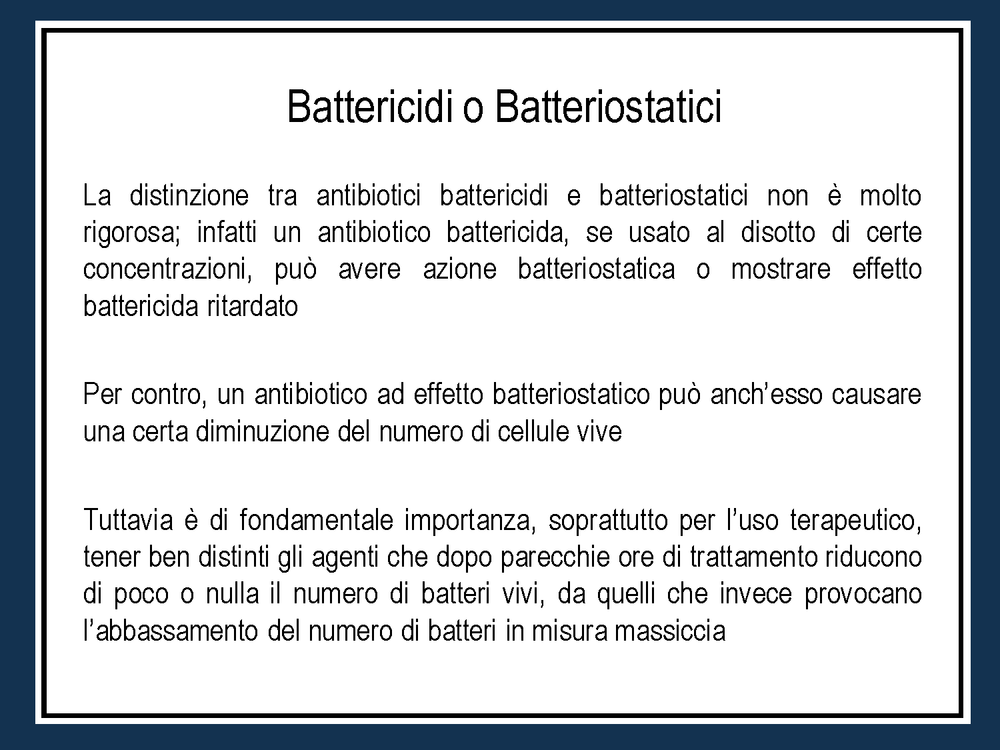 Battericidi o Batteriostatici
La distinzione tra antibiotici battericidi e batteriostatici non è molto
rigorosa; infatti un antibiotico battericida, se usato al disotto di certe
concentrazioni, può avere azione batteriostatica o mostrare effetto
battericida ritardato
Per contro, un antibiotico ad effetto batteriostatico può anch’esso causare
una certa diminuzione del numero di cellule vive
Tuttavia è di fondamentale importanza, soprattutto per l’uso terapeutico,
tener ben distinti gli agenti che dopo parecchie ore di trattamento riducono
di poco o nulla il numero di batteri vivi, da quelli che invece provocano
l’abbassamento del numero di batteri in misura massiccia